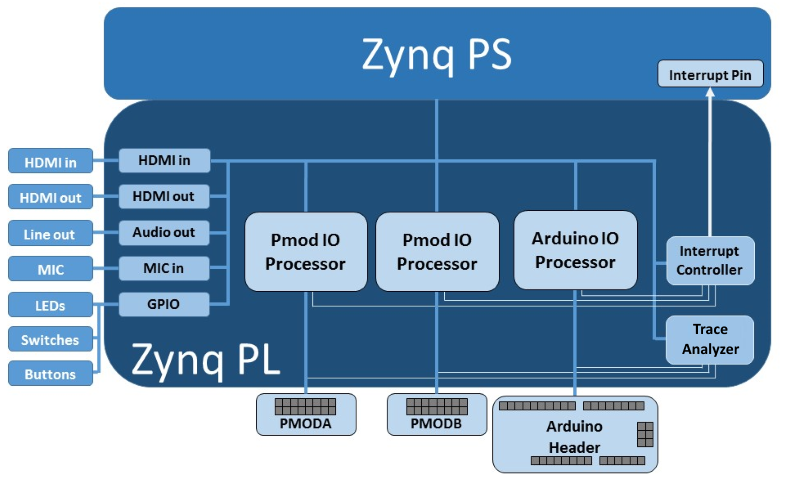 Zynq PS
Interrupt Pin
HDMI in
HDMI in
HDMI out
HDMI out
Line out
Audio out
MIC
MIC in
LEDs
GPIO
Switches
Buttons
Pmod IO
Processor
Pmod IO
Processor
Arduino IO
Processor
Interrupt
Controller
Trace
Analyzer
Zynq PL
PMODA
PMODB
Arduino
Header